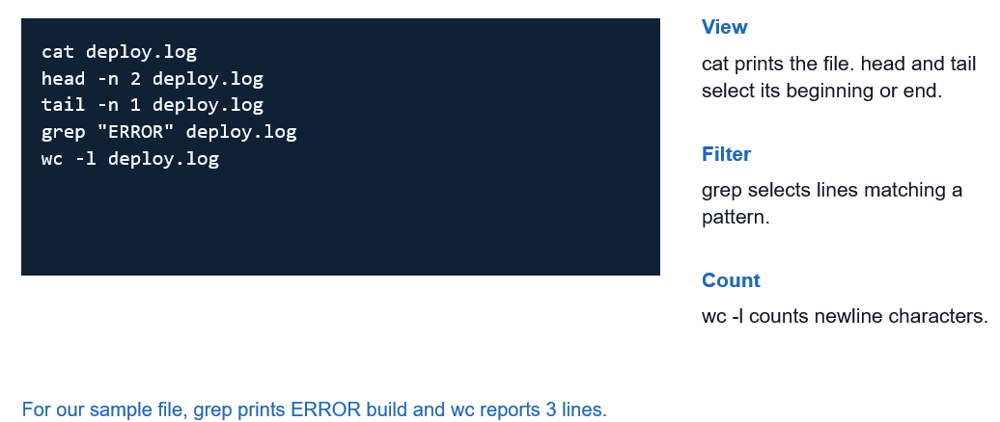 cat deploy.log
head -n 2 deploy.log
tail -n 1 deploy.log
grep "ERROR" deploy.log
wc -l deploy.log
View
cat prints the file. head and tail
select its beginning or end.
Filter
grep selects lines matching a
pattern.
Count
wc -l counts newline characters.
For our sample file, grep prints ERROR build and wc reports 3 lines.